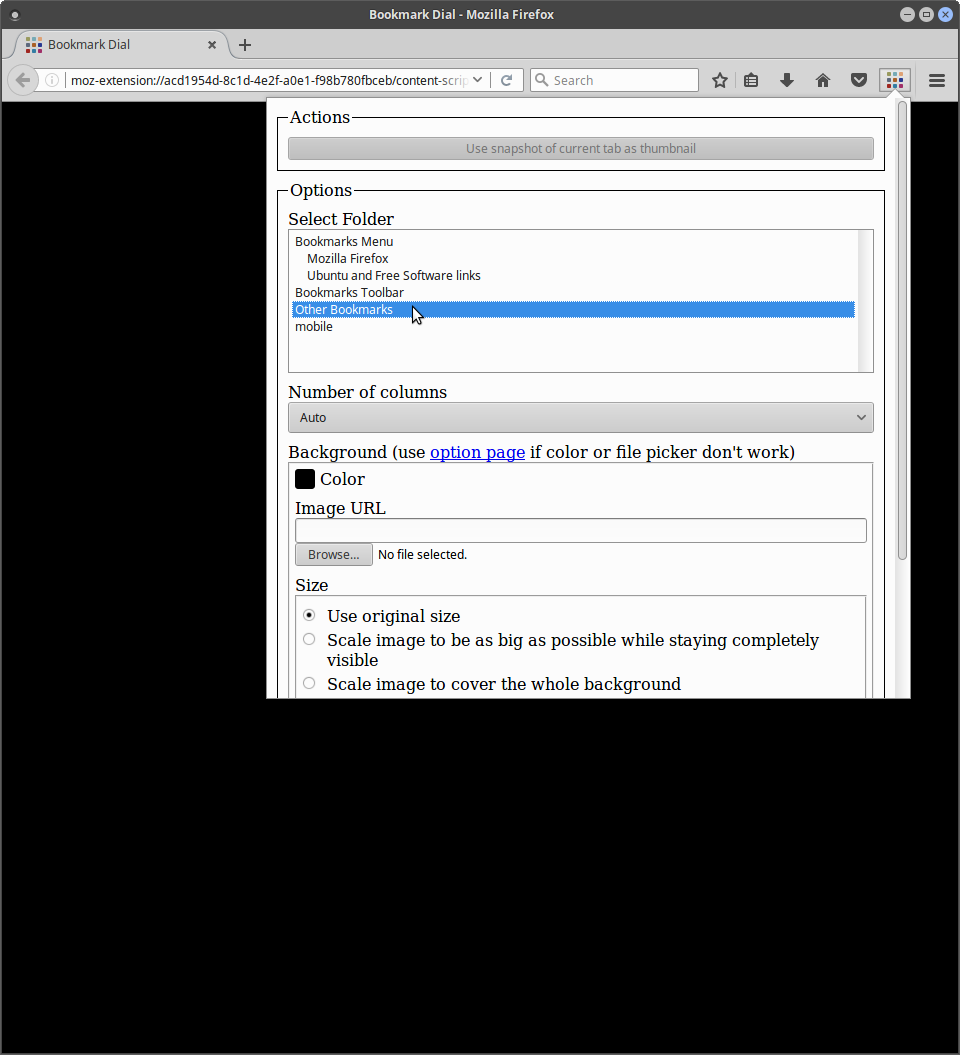 Bookmark Dial - Mozilla Firefox
Bookmark Dial
moz-extension://acd1954d-8c1d-4e2f-a0e1-f98b780fbceb/content-scrip
Search
Actions
Use snapshot of current tab as thumbnail
Options
Select Folder
Bookmarks Menu
Mozilla Firefox
Ubuntu and Free Software links
Bookmarks Toolbar
Other Bookmarks
mobile
Number of columns
Auto
Background (use option page if color or file picker don't work)
Color
Image URL
Browse... No file selected.
Size
Use original size
Scale image to be as big as possible while staying completely
visible
Scale image to cover the whole background